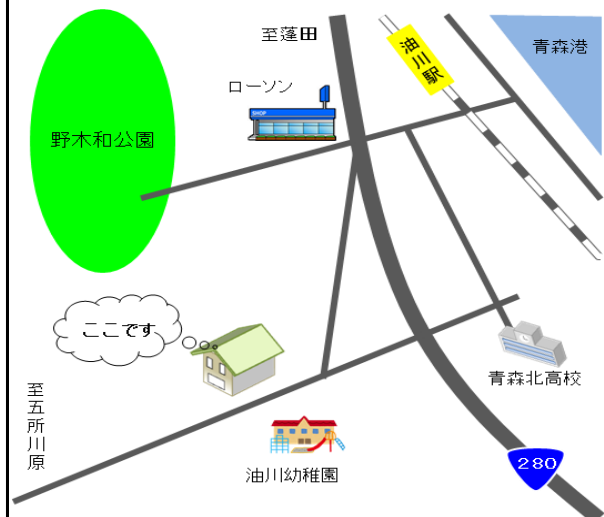 至蓬田
油川駅
青森港
ローソン
SHOP
野木和公園
ここです
至五所川原
青森北高校
油川幼稚園
280